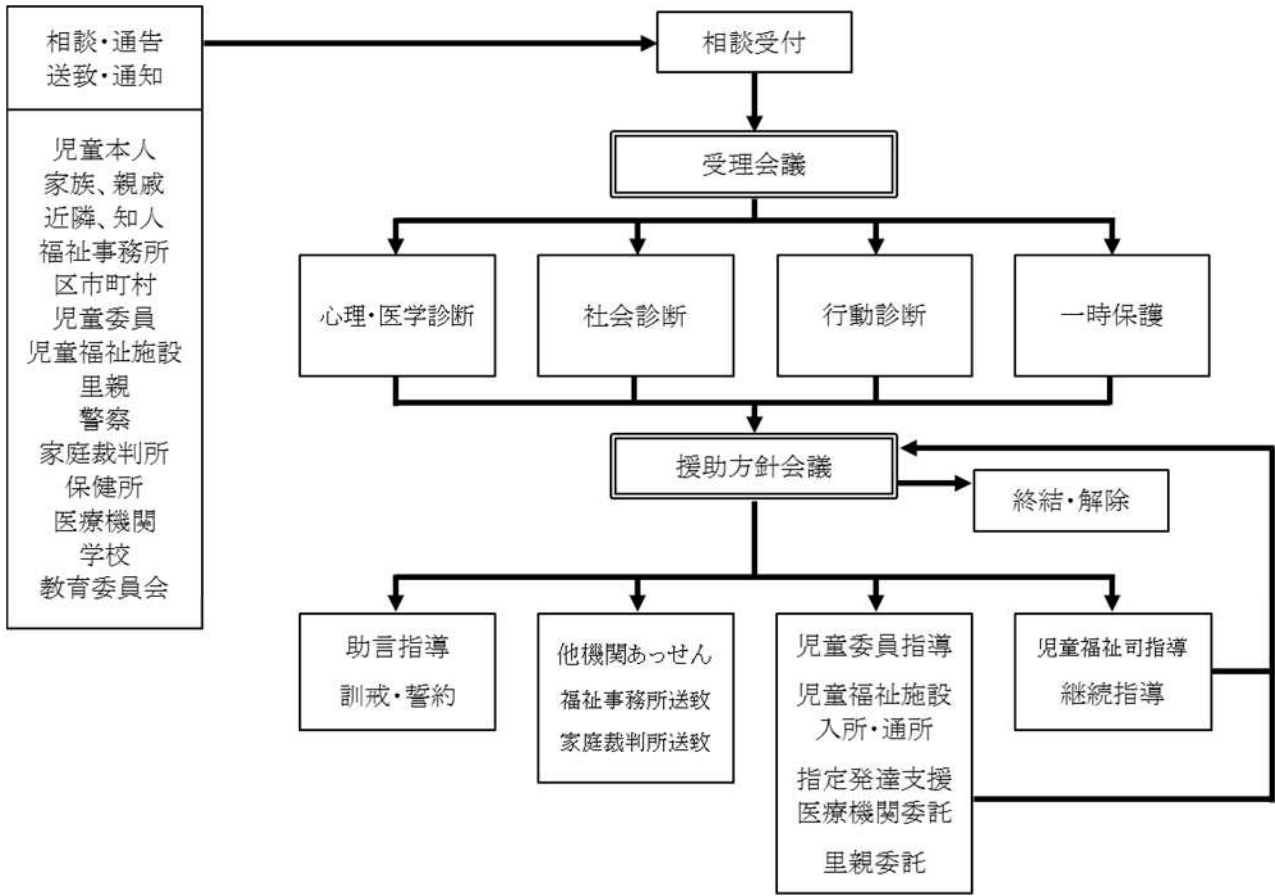 相談・通告
送致・通知
児童本人
家族、親戚
近隣、知人
福祉事務所
区市町村
児童委員
児童福祉施設
里親
警察
家庭裁判所
保健所
医療機関
学校
教育委員会
相談受付
受理会議
心理・医学診断
社会診断
行動診断
一時保護
援助方針会議
終結・解除
助言指導
訓戒・誓約
他機関あっせん
福祉事務所送致
家庭裁判所送致
児童委員指導
児童福祉施設
入所・通所
指定発達支援
医療機関委託
里親委託
児童福祉司指導
継続指導